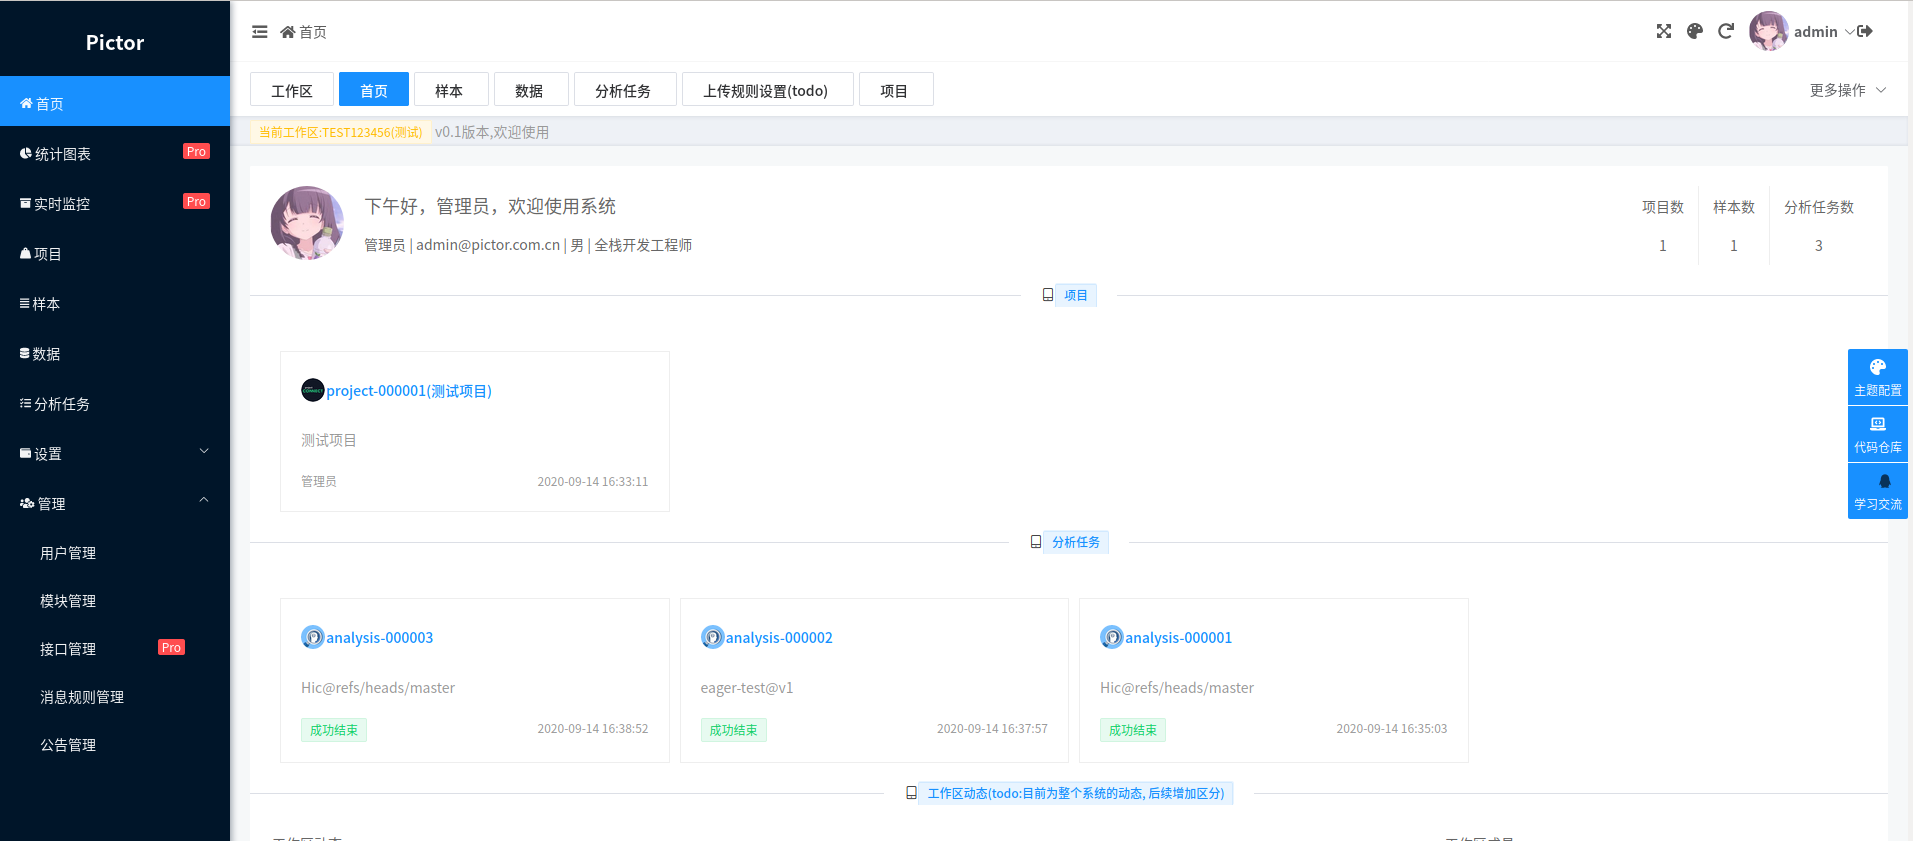 Pictor
首页
统计图表 Pro
实时监控 Pro
项目
样本
数据
分析任务
设置
管理
用户管理
模块管理
接口管理 Pro
消息规则管理
公告管理
首页
admin
工作区 首页 样本 数据 分析任务 上传规则设置(todo) 项目 更多操作
当前工作区:TEST123456(测试) v0.1版本,欢迎使用
下午好，管理员，欢迎使用系统
管理员 | admin@pictor.com.cn | 男 | 全栈开发工程师
项目数 样本数 分析任务数
1 1 3
项目
project-000001(测试项目)
测试项目
管理员 2020-09-14 16:33:11
主题配置
代码仓库
学习交流
分析任务
analysis-000003
Hic@refs/heads/master
成功结束 2020-09-14 16:38:52
analysis-000002
eager-test@v1
成功结束 2020-09-14 16:37:57
analysis-000001
Hic@refs/heads/master
成功结束 2020-09-14 16:35:03
工作区动态(todo:目前为整个系统的动态, 后续增加区分)